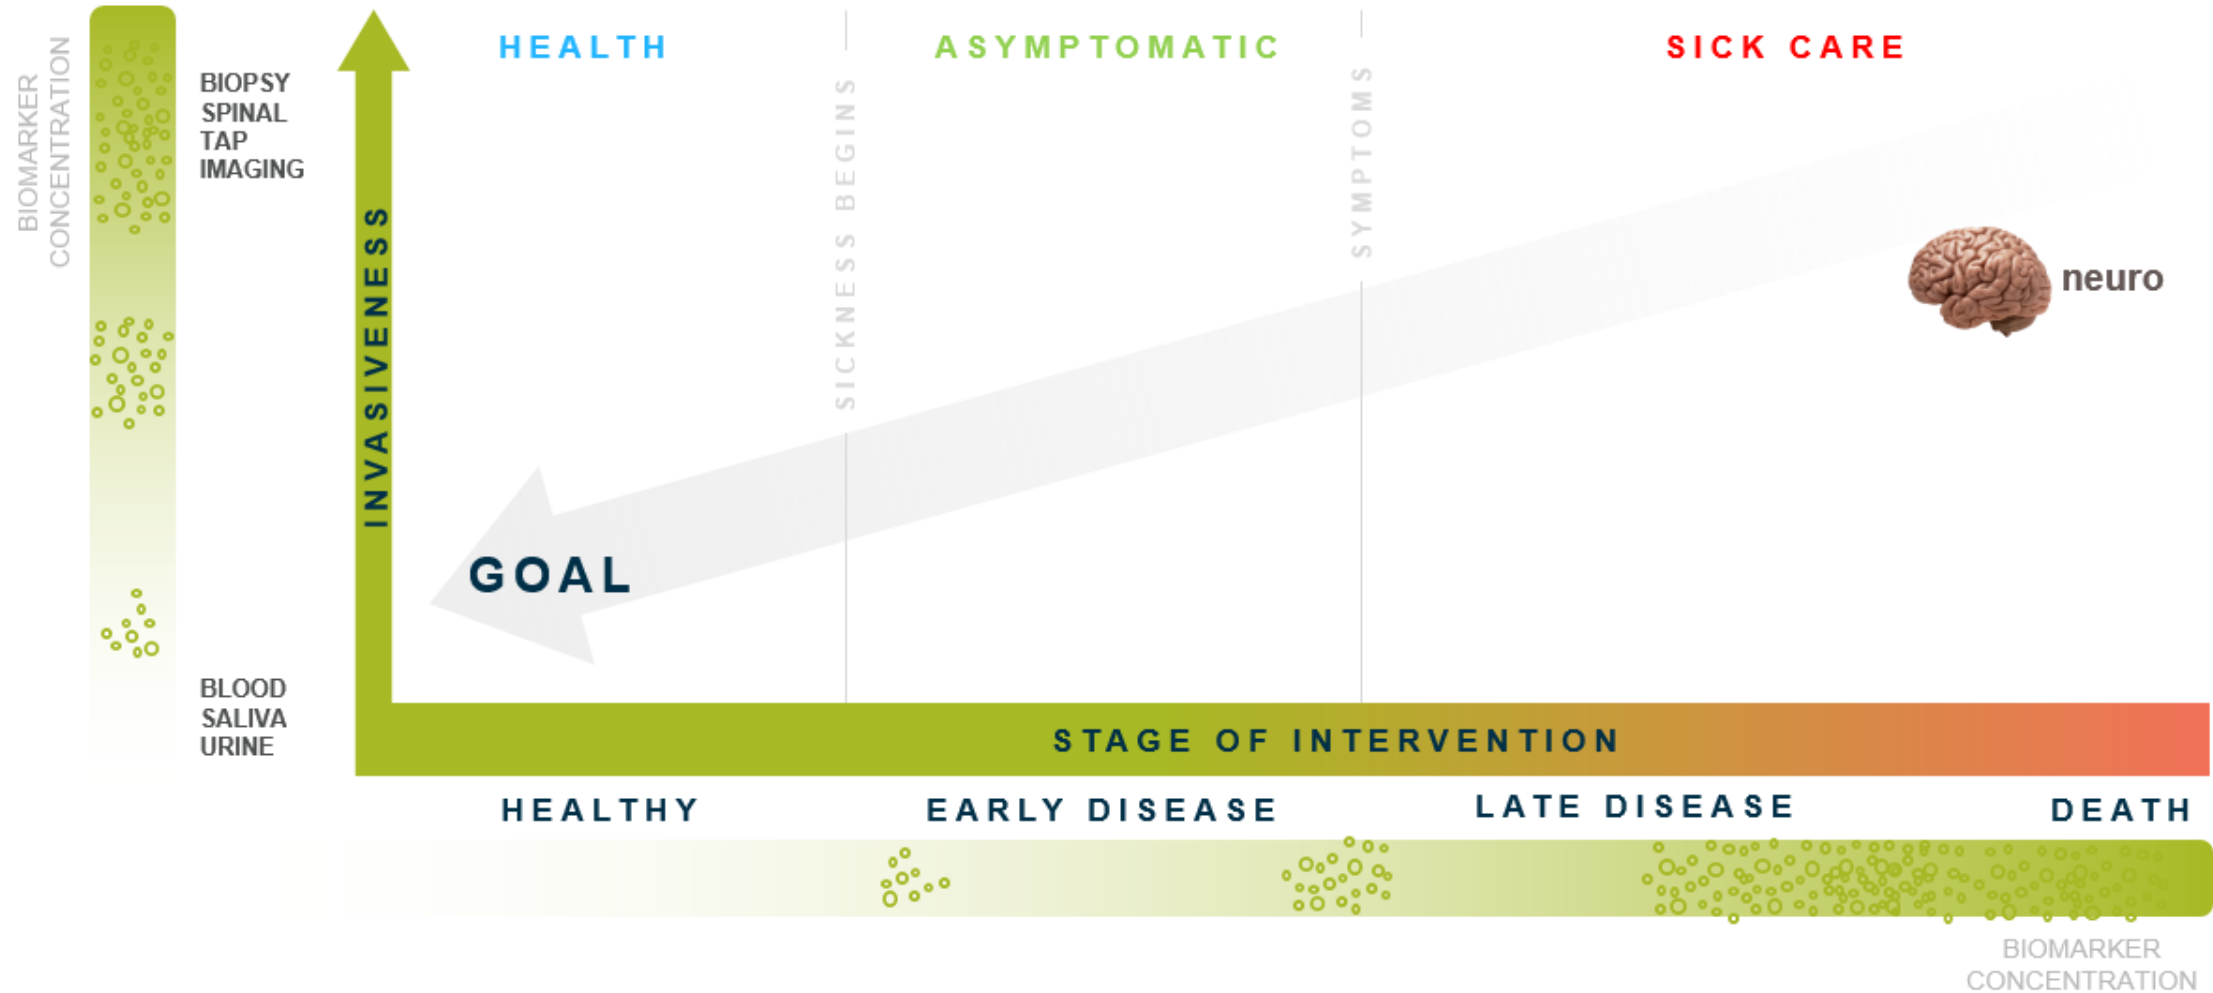 BIOMARKER
CONCENTRATION
BIOPSY
SPINAL
TAP
IMAGING
BLOOD
SALIVA
URINE
INVASIVENESS
HEALTH
ASYMPTOMATIC
SICK CARE
SICKNESS BEGINS
SYMPTOMS
neuro
GOAL
STAGE OF INTERVENTION
HEALTHY
EARLY DISEASE
LATE DISEASE
DEATH
BIOMARKER
CONCENTRATION